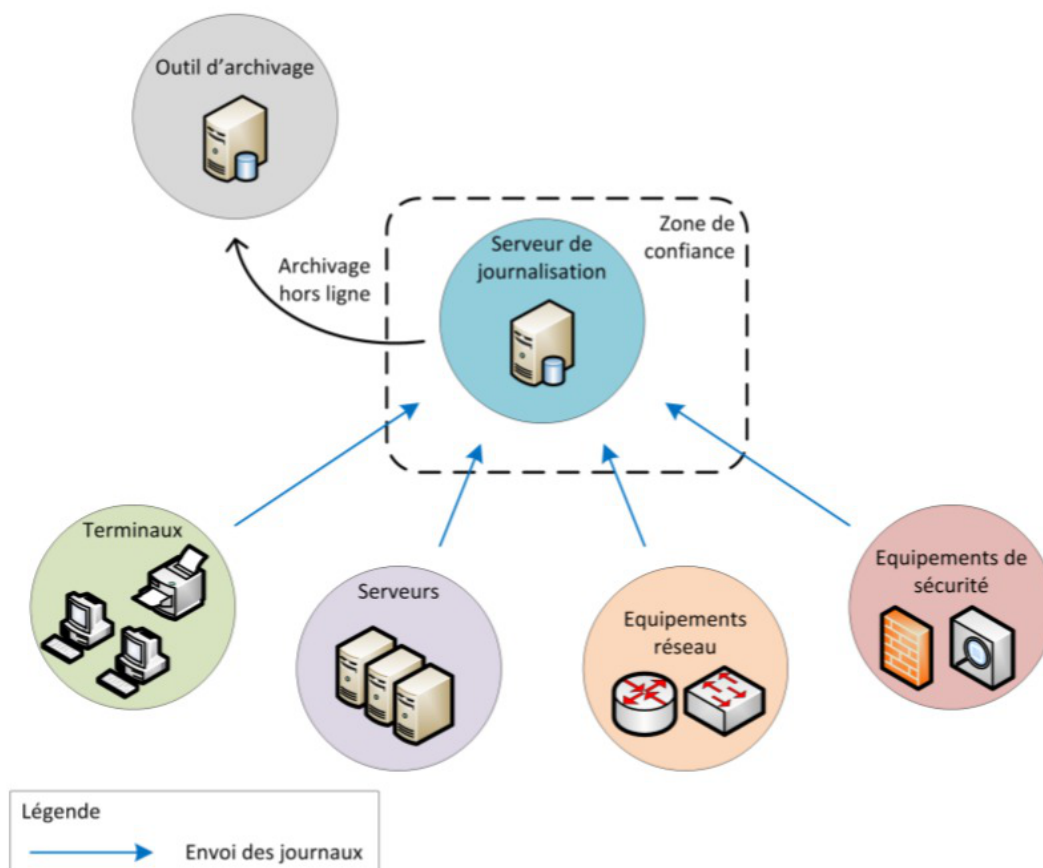 Outil d'archivage
Zone de
confiance
Serveur de
journalisation
Archivage
hors ligne
Terminaux
Serveurs
Equipements
réseau
Equipements de
sécurité
Légende
Envoi des journaux